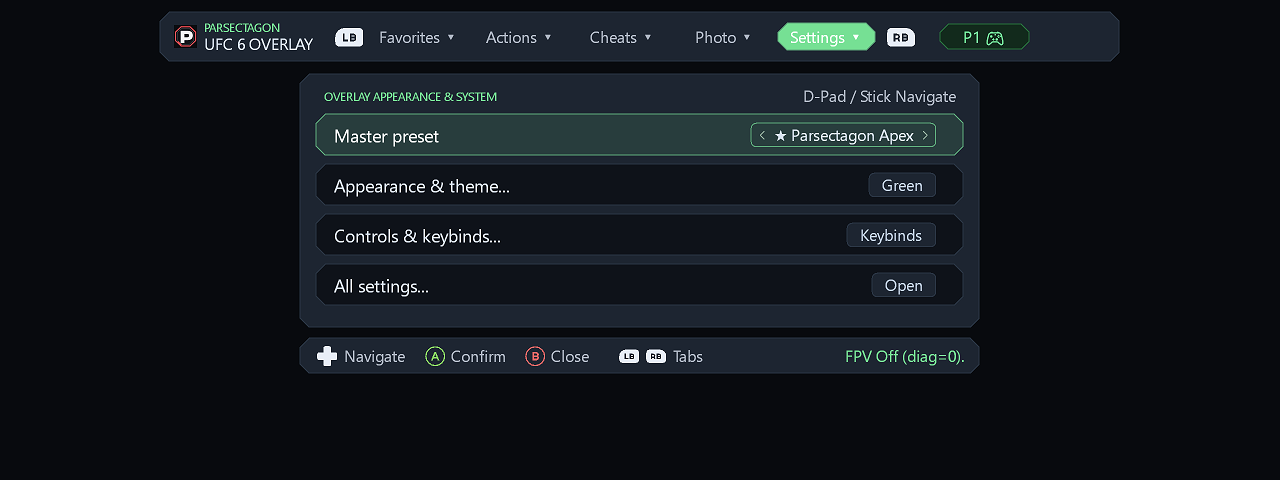 PARSECTAGON
UFC 6 OVERLAY
LB Favorites ▼ Actions ▼ Cheats ▼ Photo ▼ Settings ▼ RB P1
OVERLAY APPEARANCE & SYSTEM D-Pad / Stick Navigate
Master preset ‹ ★ Parsectagon Apex ›
Appearance & theme... Green
Controls & keybinds... Keybinds
All settings... Open
Navigate A Confirm B Close LB RB Tabs FPV Off (diag=0).